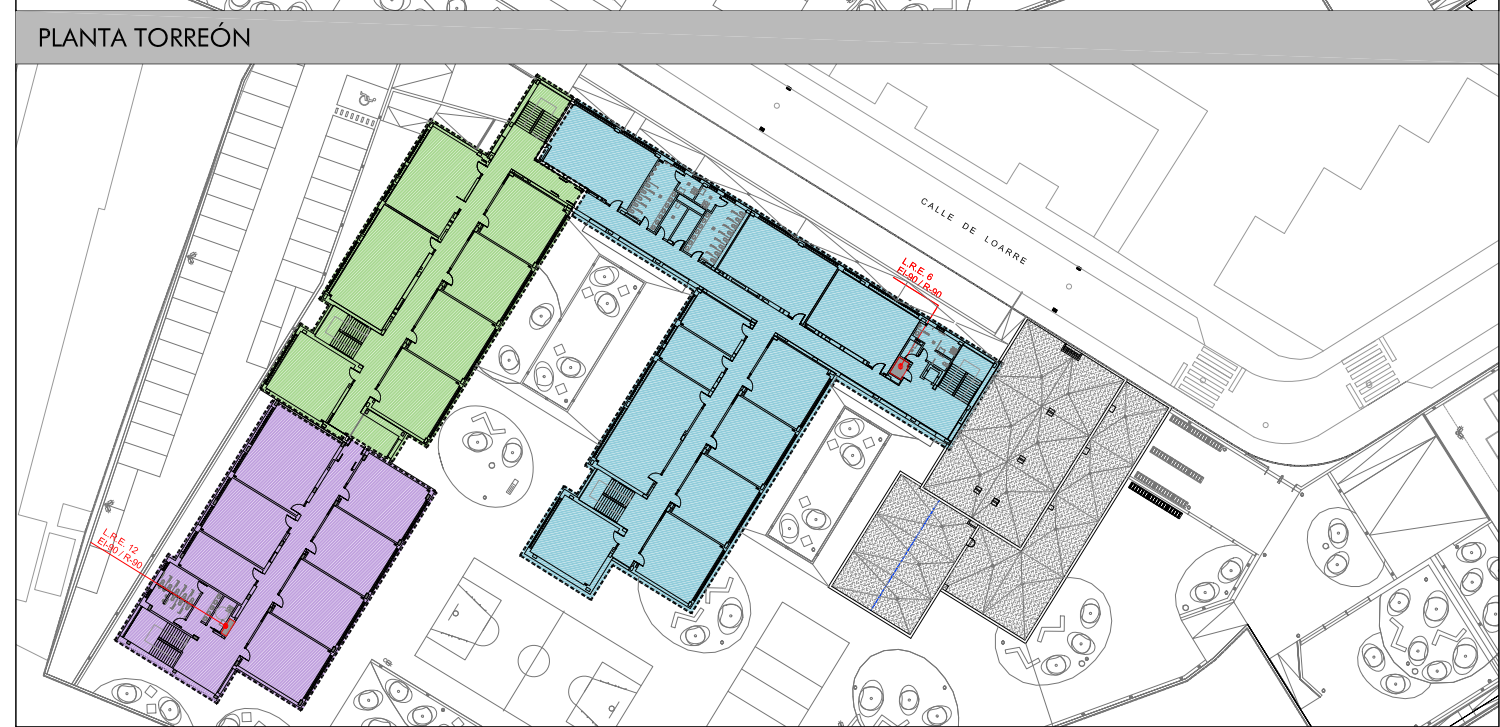 PLANTA TORREÓN
CALLE DE LOARRE
L.R.E. 6
EI-90 / R-90
L.R.E. 12
EI-90 / R-90